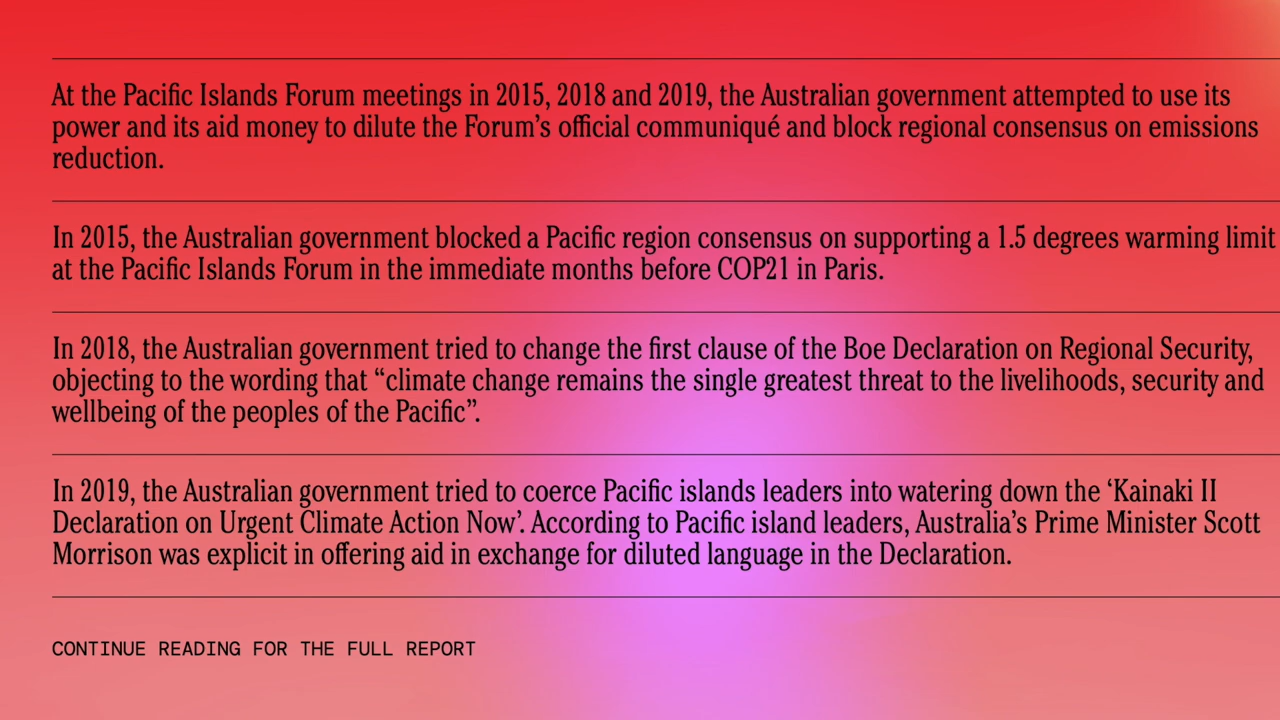 At the Pacific Islands Forum meetings in 2015, 2018 and 2019, the Australian government attempted to use its
power and its aid money to dilute the Forum’s official communiqué and block regional consensus on emissions
reduction.
In 2015, the Australian government blocked a Pacific region consensus on supporting a 1.5 degrees warming limit
at the Pacific Islands Forum in the immediate months before COP21 in Paris.
In 2018, the Australian government tried to change the first clause of the Boe Declaration on Regional Security,
objecting to the wording that “climate change remains the single greatest threat to the livelihoods, security and
wellbeing of the peoples of the Pacific”.
In 2019, the Australian government tried to coerce Pacific islands leaders into watering down the ‘Kainaki II
Declaration on Urgent Climate Action Now’. According to Pacific island leaders, Australia’s Prime Minister Scott
Morrison was explicit in offering aid in exchange for diluted language in the Declaration.
CONTINUE READING FOR THE FULL REPORT